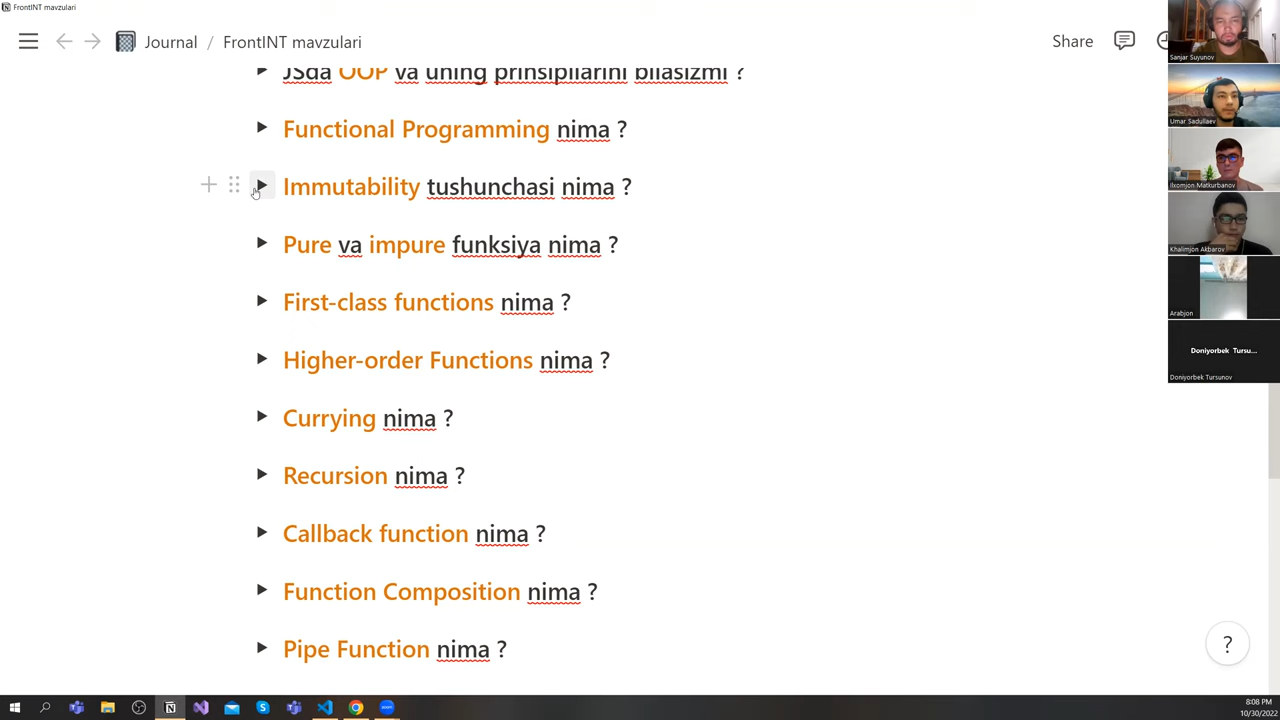 FrontINT mavzulari
Journal / FrontINT mavzulari
Share
JSda OOP va uning prinsiplarini bilasizmi ?
Functional Programming nima ?
Immutability tushunchasi nima ?
Pure va impure funksiya nima ?
First-class functions nima ?
Higher-order Functions nima ?
Currying nima ?
Recursion nima ?
Callback function nima ?
Function Composition nima ?
Pipe Function nima ?
?
Sanjar Suyunov
Umar Sadullaev
Ilxomjon Matkurbanov
Khalimjon Akbarov
Arabjon
Doniyorbek Tursu...
Doniyorbek Tursunov
8:08 PM
10/30/2022